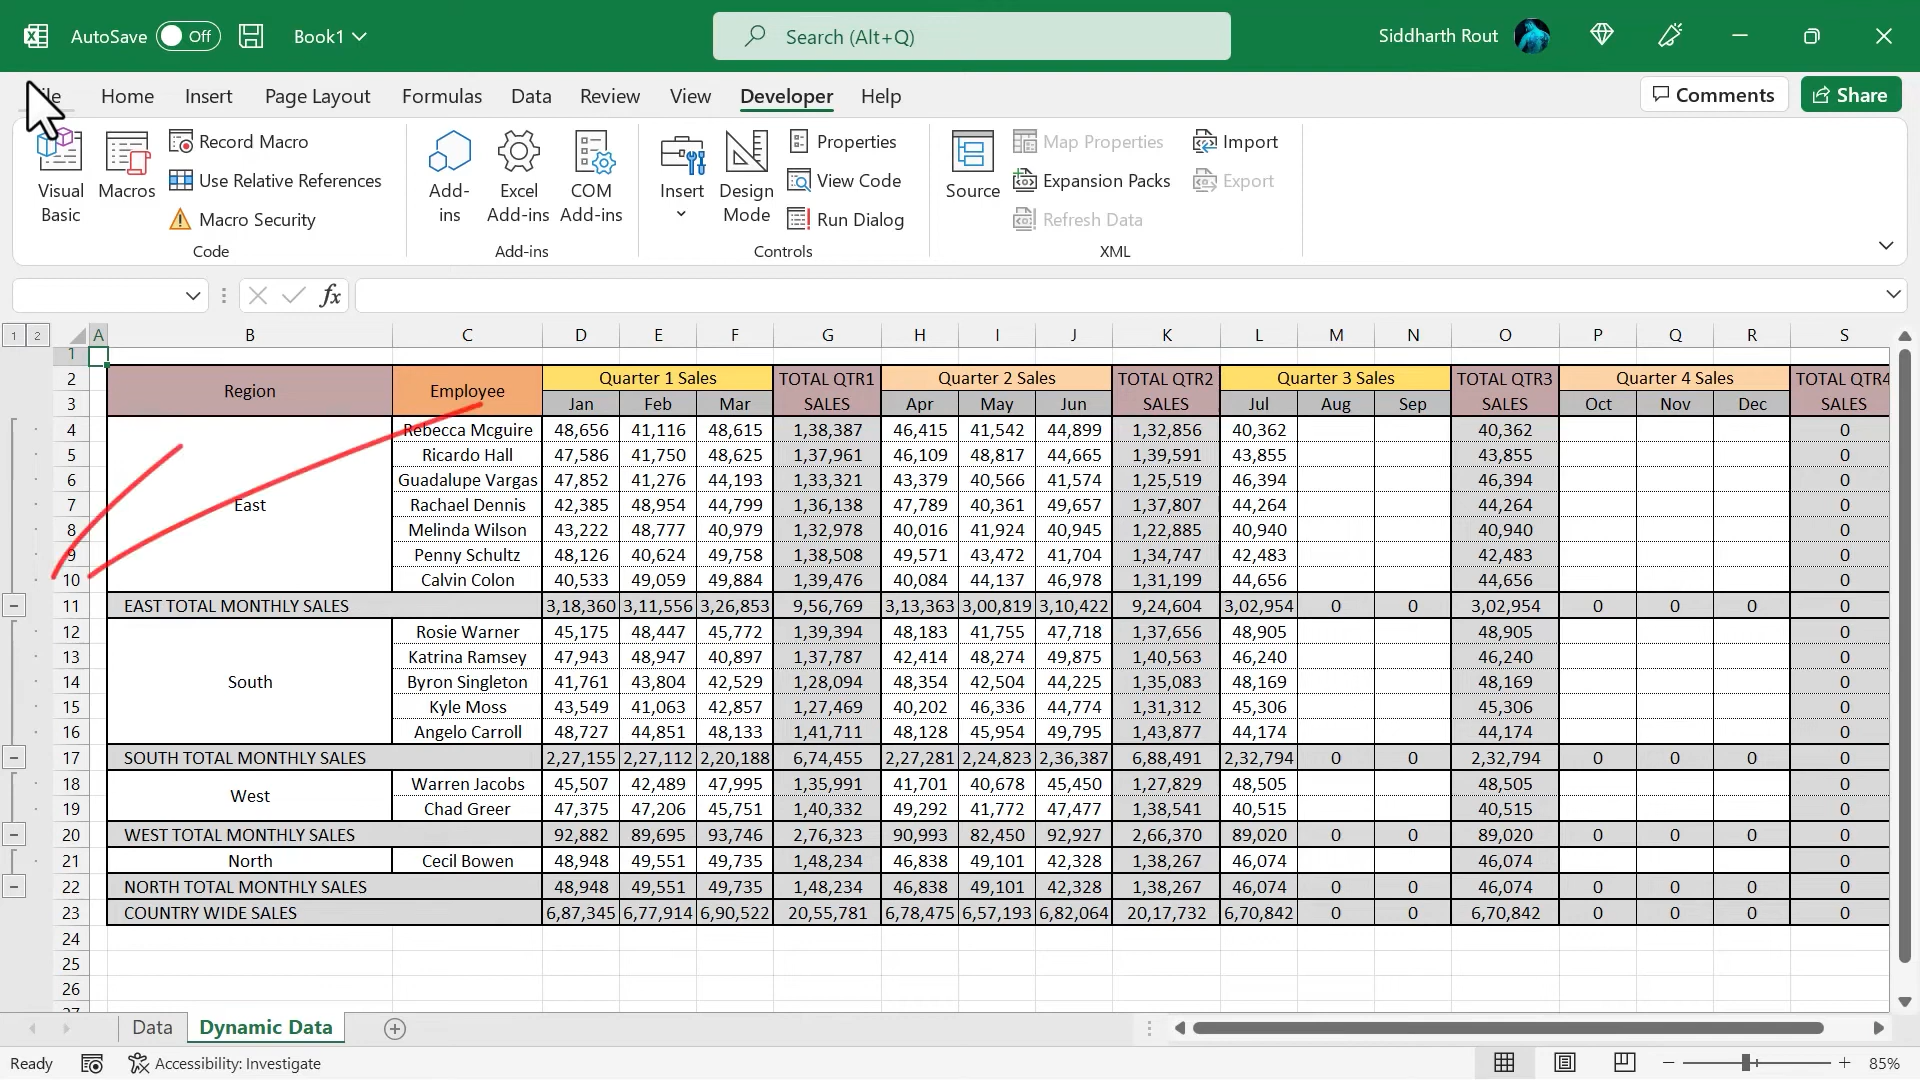 AutoSave Off Book1 Search (Alt+Q) Siddharth Rout
Home Insert Page Layout Formulas Data Review View Developer Help Comments Share
Visual Basic Macros Record Macro Use Relative References Macro Security Code
Add-ins Excel Add-ins COM Add-ins Add-ins
Insert Design Mode Properties View Code Run Dialog Controls
Source Map Properties Expansion Packs Refresh Data Import Export XML
fx
1 2 A B C D E F G H I J K L M N O P Q R S
1
2 Region Employee Quarter 1 Sales TOTAL QTR1 Quarter 2 Sales TOTAL QTR2 Quarter 3 Sales TOTAL QTR3 Quarter 4 Sales TOTAL QTR4
3 Jan Feb Mar SALES Apr May Jun SALES Jul Aug Sep SALES Oct Nov Dec SALES
4 Rebecca Mcguire 48,656 41,116 48,615 1,38,387 46,415 41,542 44,899 1,32,856 40,362 40,362 0
5 Ricardo Hall 47,586 41,750 48,625 1,37,961 46,109 48,817 44,665 1,39,591 43,855 43,855 0
6 Guadalupe Vargas 47,852 41,276 44,193 1,33,321 43,379 40,566 41,574 1,25,519 46,394 46,394 0
7 East Rachael Dennis 42,385 48,954 44,799 1,36,138 47,789 40,361 49,657 1,37,807 44,264 44,264 0
8 Melinda Wilson 43,222 48,777 40,979 1,32,978 40,016 41,924 40,945 1,22,885 40,940 40,940 0
9 Penny Schultz 48,126 40,624 49,758 1,38,508 49,571 43,472 41,704 1,34,747 42,483 42,483 0
10 Calvin Colon 40,533 49,059 49,884 1,39,476 40,084 44,137 46,978 1,31,199 44,656 44,656 0
11 EAST TOTAL MONTHLY SALES 3,18,360 3,11,556 3,26,853 9,56,769 3,13,363 3,00,819 3,10,422 9,24,604 3,02,954 0 0 3,02,954 0 0 0 0
12 Rosie Warner 45,175 48,447 45,772 1,39,394 48,183 41,755 47,718 1,37,656 48,905 48,905 0
13 Katrina Ramsey 47,943 48,947 40,897 1,37,787 42,414 48,274 49,875 1,40,563 46,240 46,240 0
14 South Byron Singleton 41,761 43,804 42,529 1,28,094 48,354 42,504 44,225 1,35,083 48,169 48,169 0
15 Kyle Moss 43,549 41,063 42,857 1,27,469 40,202 46,336 44,774 1,31,312 45,306 45,306 0
16 Angelo Carroll 48,727 44,851 48,133 1,41,711 48,128 45,954 49,795 1,43,877 44,174 44,174 0
17 SOUTH TOTAL MONTHLY SALES 2,27,155 2,27,112 2,20,188 6,74,455 2,27,281 2,24,823 2,36,387 6,88,491 2,32,794 0 0 2,32,794 0 0 0 0
18 West Warren Jacobs 45,507 42,489 47,995 1,35,991 41,701 40,678 45,450 1,27,829 48,505 48,505 0
19 Chad Greer 47,375 47,206 45,751 1,40,332 49,292 41,772 47,477 1,38,541 40,515 40,515 0
20 WEST TOTAL MONTHLY SALES 92,882 89,695 93,746 2,76,323 90,993 82,450 92,927 2,66,370 89,020 0 0 89,020 0 0 0 0
21 North Cecil Bowen 48,948 49,551 49,735 1,48,234 46,838 49,101 42,328 1,38,267 46,074 46,074 0
22 NORTH TOTAL MONTHLY SALES 48,948 49,551 49,735 1,48,234 46,838 49,101 42,328 1,38,267 46,074 0 0 46,074 0 0 0 0
23 COUNTRY WIDE SALES 6,87,345 6,77,914 6,90,522 20,55,781 6,78,475 6,57,193 6,82,064 20,17,732 6,70,842 0 0 6,70,842 0 0 0 0
24
25
26
Data Dynamic Data
Ready Accessibility: Investigate 85%